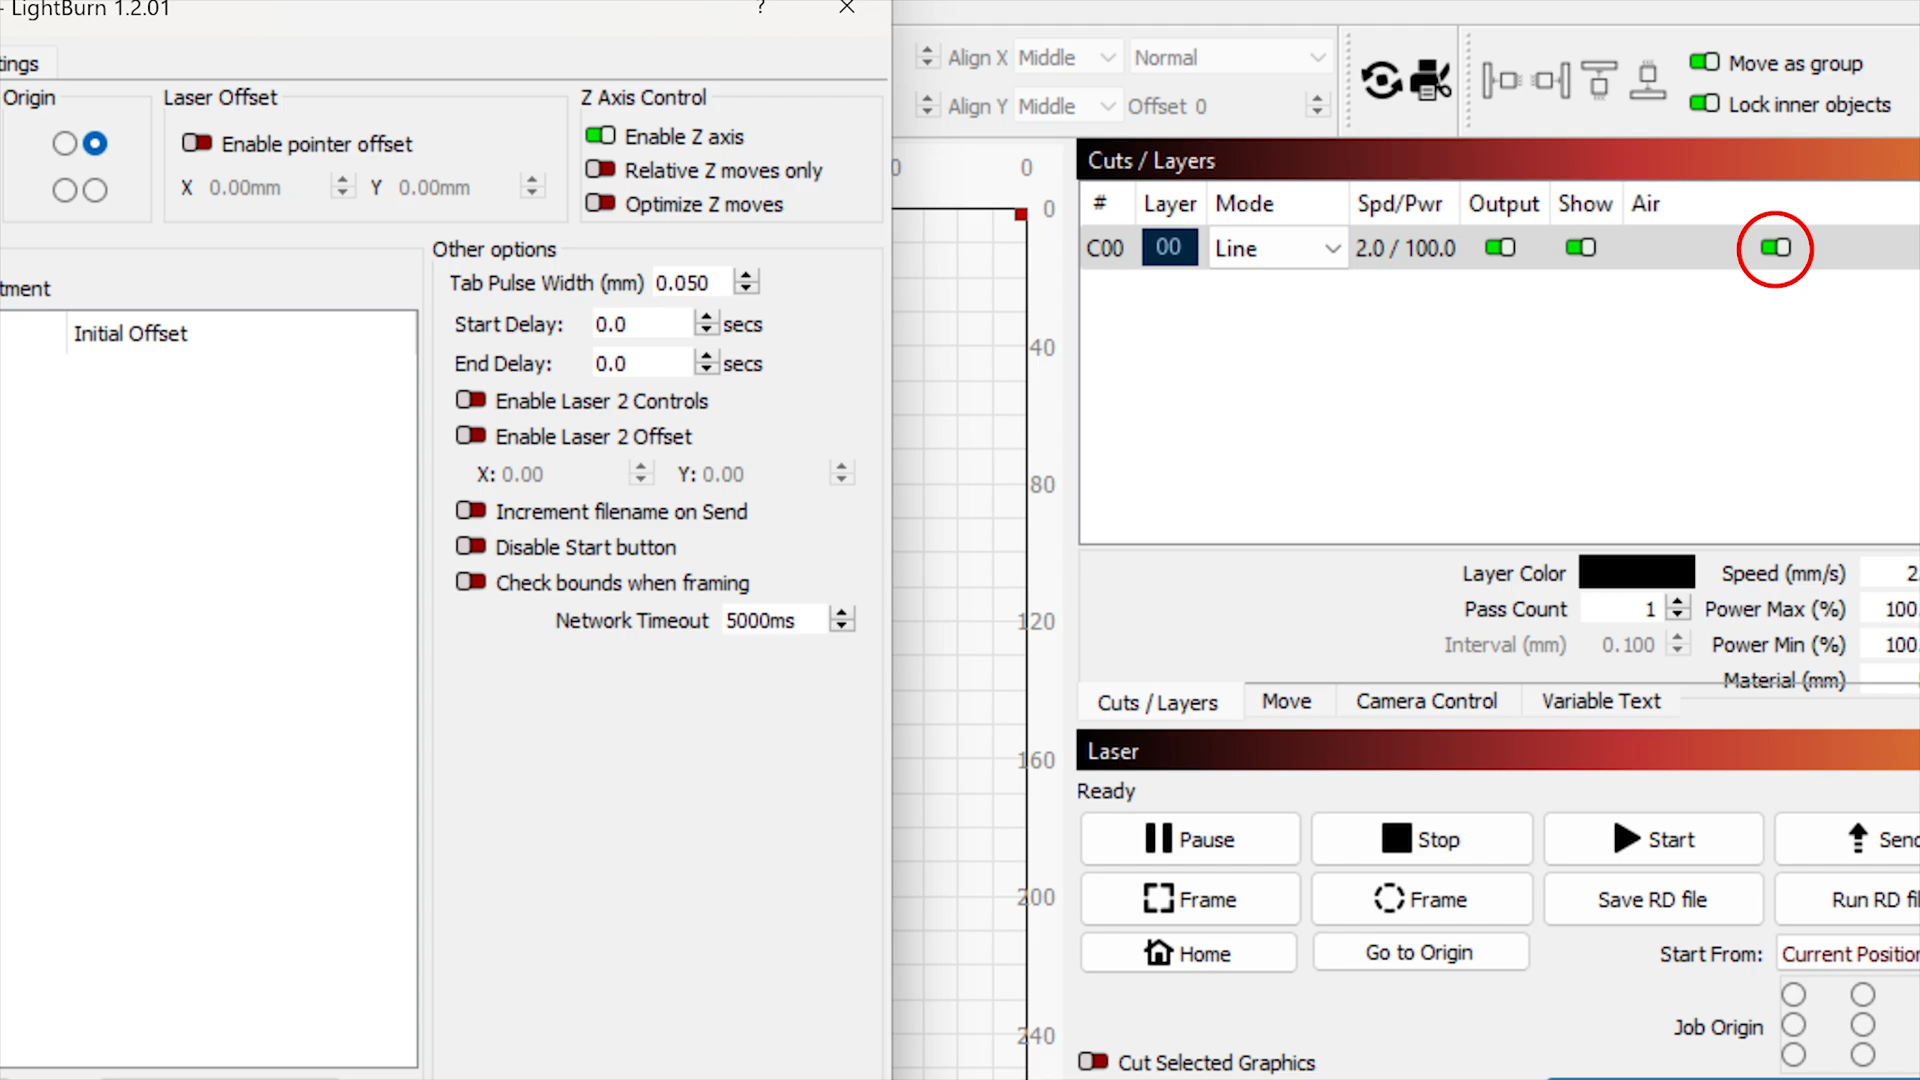 - LightBurn 1.2.01
?
tings
Origin
Laser Offset
Enable pointer offset
X 0.00mm
Y 0.00mm
Z Axis Control
Enable Z axis
Relative Z moves only
Optimize Z moves
tment
Initial Offset
Other options
Tab Pulse Width (mm) 0.050
Start Delay: 0.0 secs
End Delay: 0.0 secs
Enable Laser 2 Controls
Enable Laser 2 Offset
X: 0.00 Y: 0.00
Increment filename on Send
Disable Start button
Check bounds when framing
Network Timeout 5000ms
Align X Middle Normal
Align Y Middle Offset 0
Move as group
Lock inner objects
0 0
0
40
80
120
160
200
240
Cuts / Layers
# Layer Mode Spd/Pwr Output Show Air
C00 00 Line 2.0 / 100.0
Layer Color Speed (mm/s) 2.
Pass Count 1 Power Max (%) 100.
Interval (mm) 0.100 Power Min (%) 100.
Material (mm)
Cuts / Layers Move Camera Control Variable Text
Laser
Ready
Pause Stop Start Send
Frame Frame Save RD file Run RD fil
Home Go to Origin Start From: Current Position
Job Origin
Cut Selected Graphics